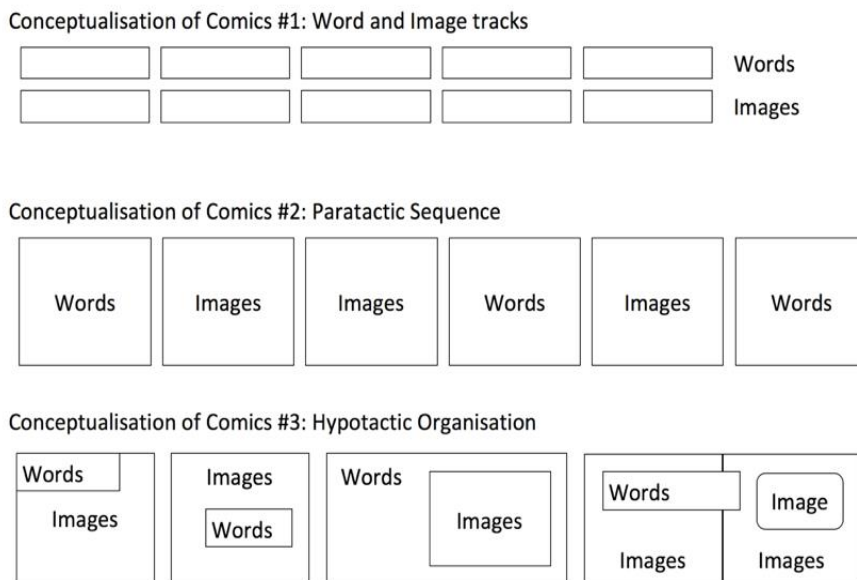 Conceptualisation of Comics #1: Word and Image tracks
Words
Images
Conceptualisation of Comics #2: Paratactic Sequence
Words Images Images Words Images Words
Conceptualisation of Comics #3: Hypotactic Organisation
Words
Images
Images
Words
Words
Images
Words
Image
Images
Images